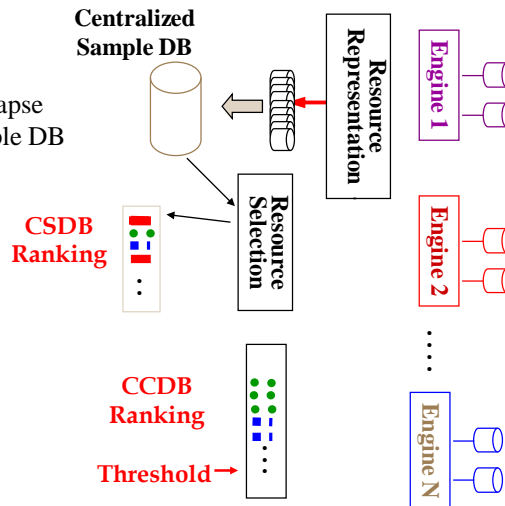 Centralized
Sample DB
apse
ple DB
Resource
Representation
Engine 1
CSDB
Ranking
Resource
Selection
Engine 2
CCDB
Ranking
Threshold
Engine N